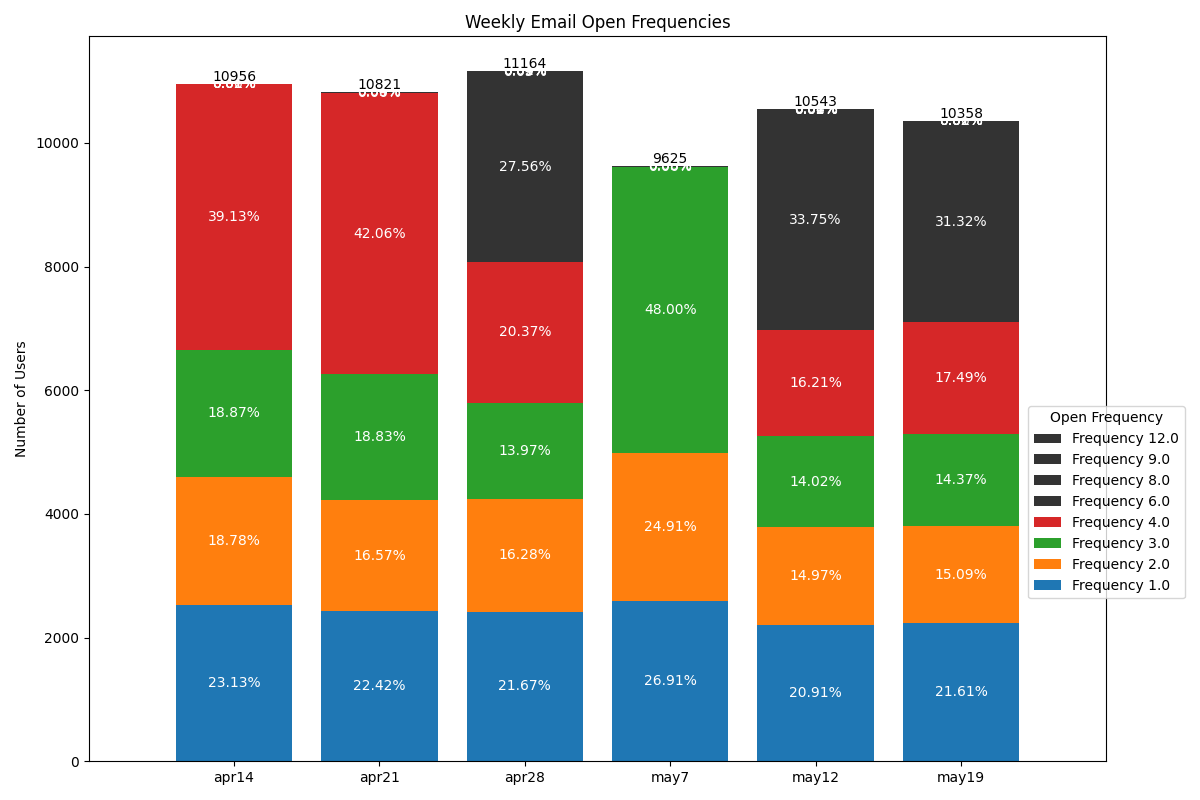 Weekly Email Open Frequencies
Number of Users
10000
8000
6000
4000
2000
0
10956
39.13%
18.87%
18.78%
23.13%
10821
42.06%
18.83%
16.57%
22.42%
11164
27.56%
20.37%
13.97%
16.28%
21.67%
9625
48.00%
24.91%
26.91%
10543
33.75%
16.21%
14.02%
14.97%
20.91%
10358
31.32%
17.49%
14.37%
15.09%
21.61%
apr14
apr21
apr28
may7
may12
may19
Open Frequency
Frequency 12.0
Frequency 9.0
Frequency 8.0
Frequency 6.0
Frequency 4.0
Frequency 3.0
Frequency 2.0
Frequency 1.0